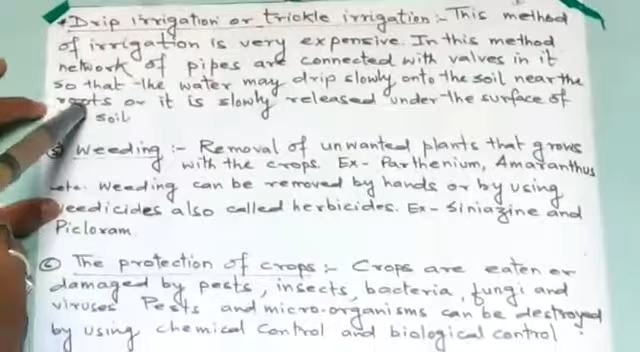 • Drip irrigation or trickle irrigation :- This method
of irrigation is very expensive. In this method
network of pipes are connected with valves in it
so that the water may drip slowly onto the soil near the
roots or it is slowly released under the surface of
soil
Weeding :- Removal of unwanted plants that grows
with the crops. Ex - Parthenium, Amaranthus
etc. Weeding can be removed by hands or by using
weedicides also called herbicides. Ex - Siniazine and
Picloram
⑥ The protection of crops :- Crops are eaten or
damaged by pests, insects, bacteria, fungi and
viruses. Pests and micro-organisms can be destroyed
by using chemical control and biological control.